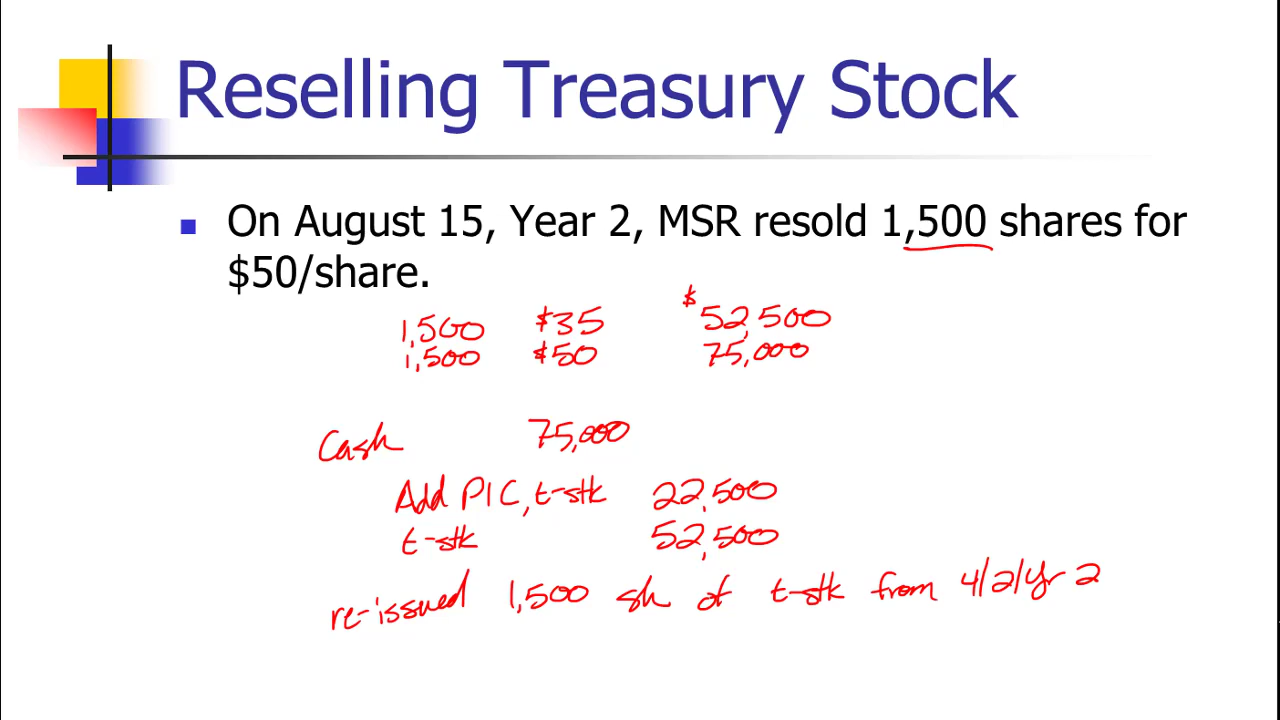 Reselling Treasury Stock
On August 15, Year 2, MSR resold 1,500 shares for
$50/share.
1,500 $35 $52,500
1,500 $50 75,000
Cash 75,000
Add PIC, t-stk 22,500
t-stk 52,500
re-issued 1,500 sh of t-stk from 4/2/yr 2